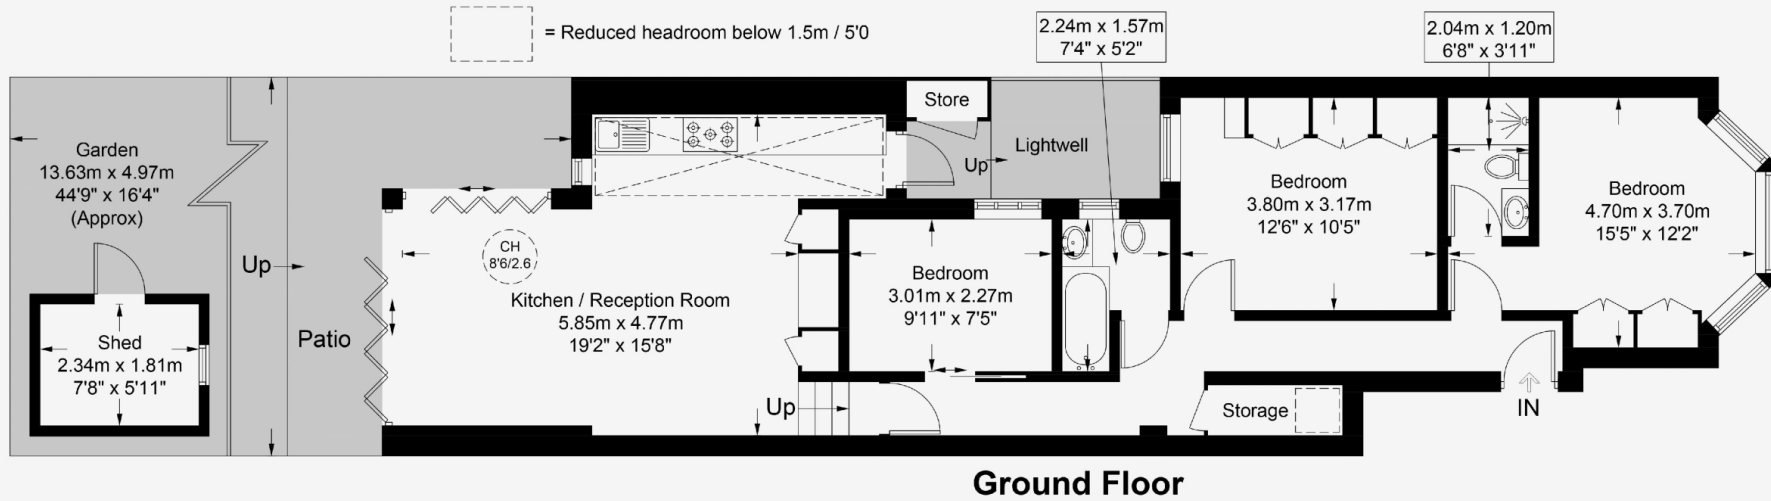 = Reduced headroom below 1.5m / 5'0
2.24m x 1.57m
7'4" x 5'2"
2.04m x 1.20m
6'8" x 3'11"
Garden
13.63m x 4.97m
44'9" x 16'4"
(Approx)
Store
Up
Lightwell
Bedroom
3.80m x 3.17m
12'6" x 10'5"
Bedroom
4.70m x 3.70m
15'5" x 12'2"
Up
CH
8'6/2.6
Kitchen / Reception Room
5.85m x 4.77m
19'2" x 15'8"
Bedroom
3.01m x 2.27m
9'11" x 7'5"
Shed
2.34m x 1.81m
7'8" x 5'11"
Patio
Up
Storage
IN
Ground Floor